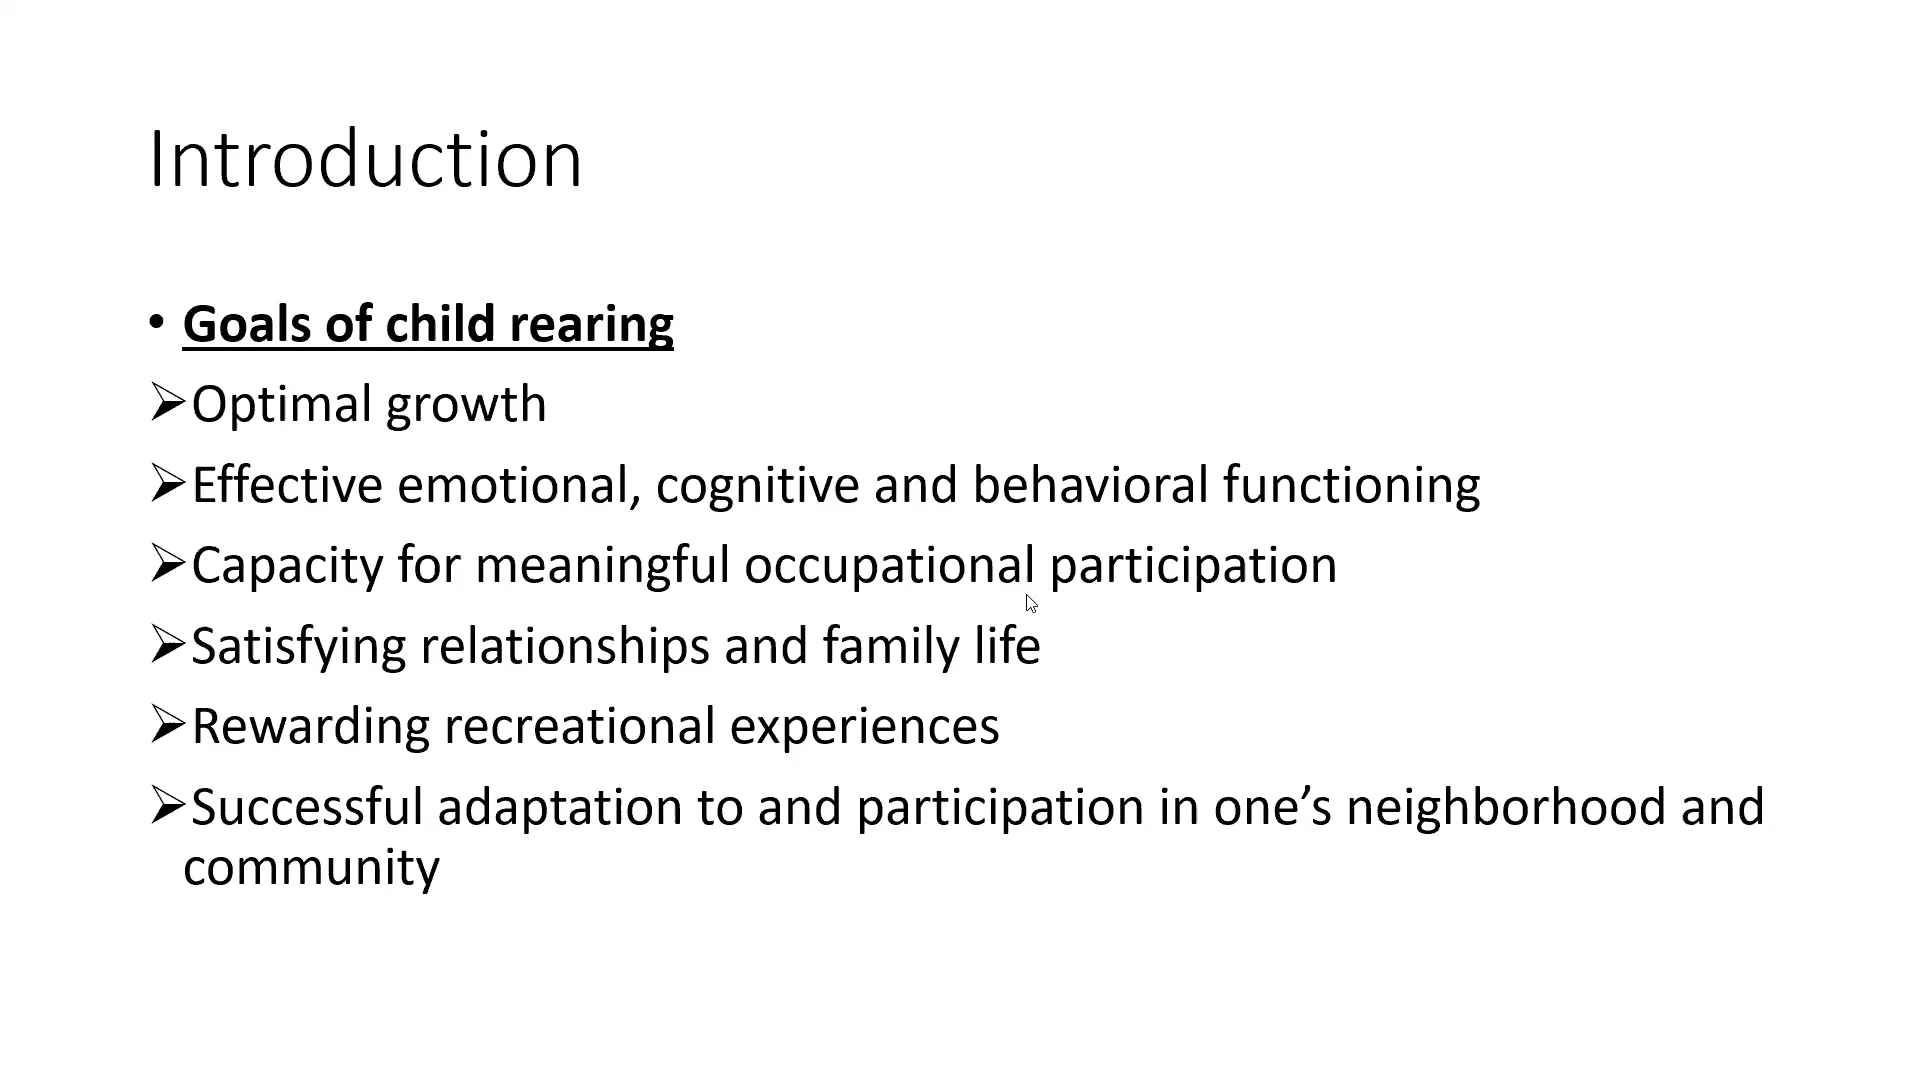 Introduction
• Goals of child rearing
➢Optimal growth
➢Effective emotional, cognitive and behavioral functioning
➢Capacity for meaningful occupational participation
➢Satisfying relationships and family life
➢Rewarding recreational experiences
➢Successful adaptation to and participation in one’s neighborhood and
community